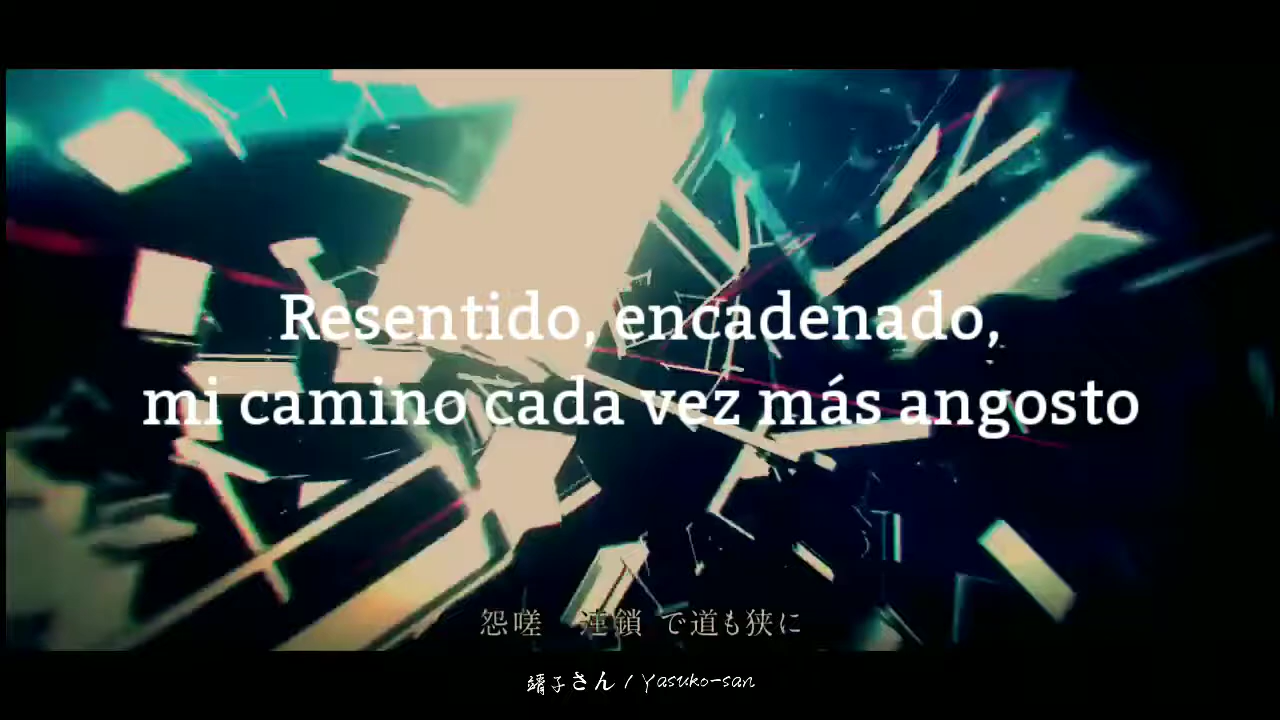 Resentido, encadenado,
mi camino cada vez más angosto
怨嗟 連鎖 で道も狭に
靖子さん / Yasuko-san